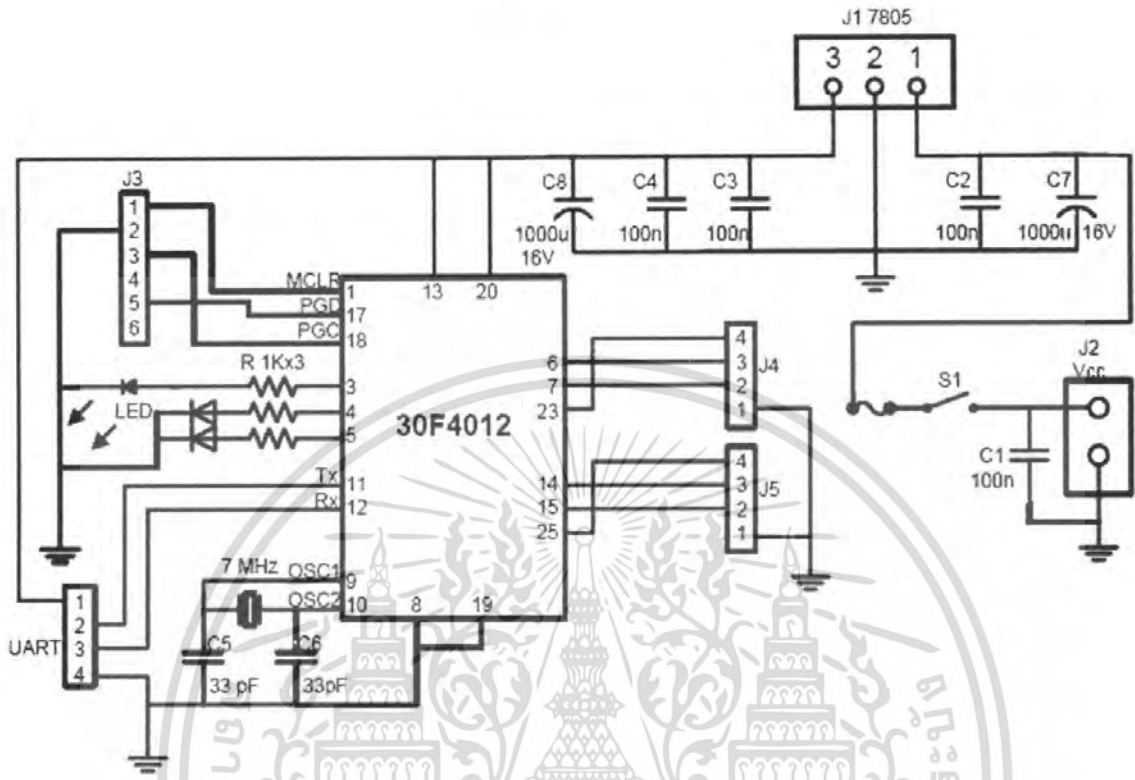 J1 7805
3 2 1
C8
1000u
16V
C4
100n
C3
100n
C2
100n
C7
1000u 16V
J3
1
2
3
4
5
6
MCLR
PGD
PGC
1
17
18
13 20
R 1Kx3
LED
3
4
5
30F4012
6
7
23
4
3
2
1
J4
S1
J2
Vcc
C1
100n
Tx 11
Rx 12
14
15
25
4
3
2
1
J5
7 MHz
OSC1
9
OSC2
10
8 19
C5
33 pF
C6
33pF
UART
1
2
3
4